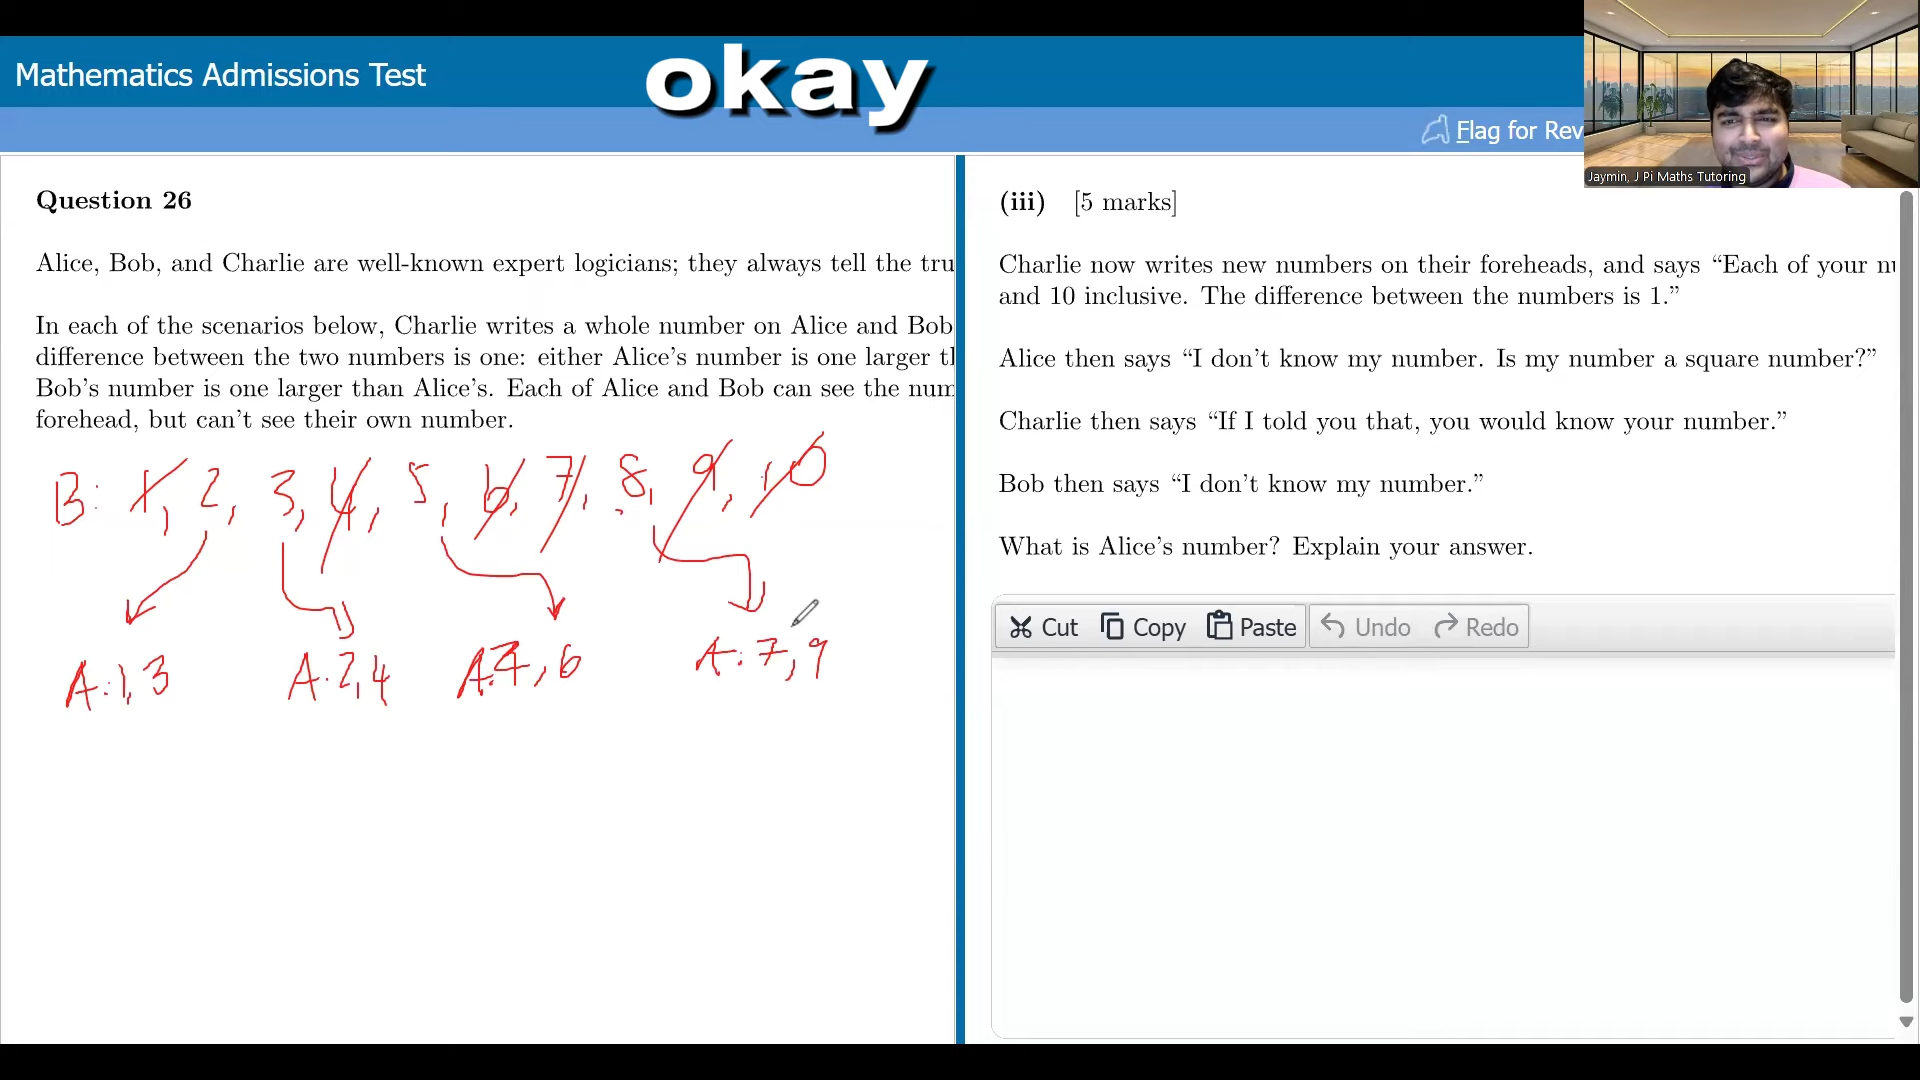 Mathematics Admissions Test
okay
Flag for Rev
Jaymin, J Pi Maths Tutoring
Question 26
Alice, Bob, and Charlie are well-known expert logicians; they always tell the tru
In each of the scenarios below, Charlie writes a whole number on Alice and Bob
difference between the two numbers is one: either Alice's number is one larger th
Bob's number is one larger than Alice's. Each of Alice and Bob can see the num
forehead, but can't see their own number.
B: 1, 2, 3, 4, 5, 6, 7, 8, 9, 10
A: 1, 3
A: 2, 4
A: 4, 6
A: 7, 9
(iii) [5 marks]
Charlie now writes new numbers on their foreheads, and says “Each of your nu
and 10 inclusive. The difference between the numbers is 1.”
Alice then says “I don't know my number. Is my number a square number?”
Charlie then says “If I told you that, you would know your number.”
Bob then says “I don't know my number.”
What is Alice's number? Explain your answer.
Cut Copy Paste Undo Redo